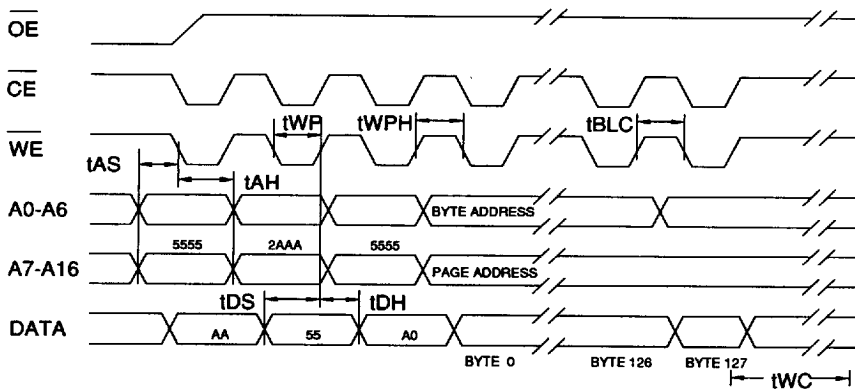 OE
CE
tWP tWPH tBLC
WE
tAS
tAH
A0-A6 BYTE ADDRESS
5555 2AAA 5555
A7-A16 PAGE ADDRESS
tDS tDH
DATA AA 55 A0
BYTE 0 BYTE 126 BYTE 127
tWC